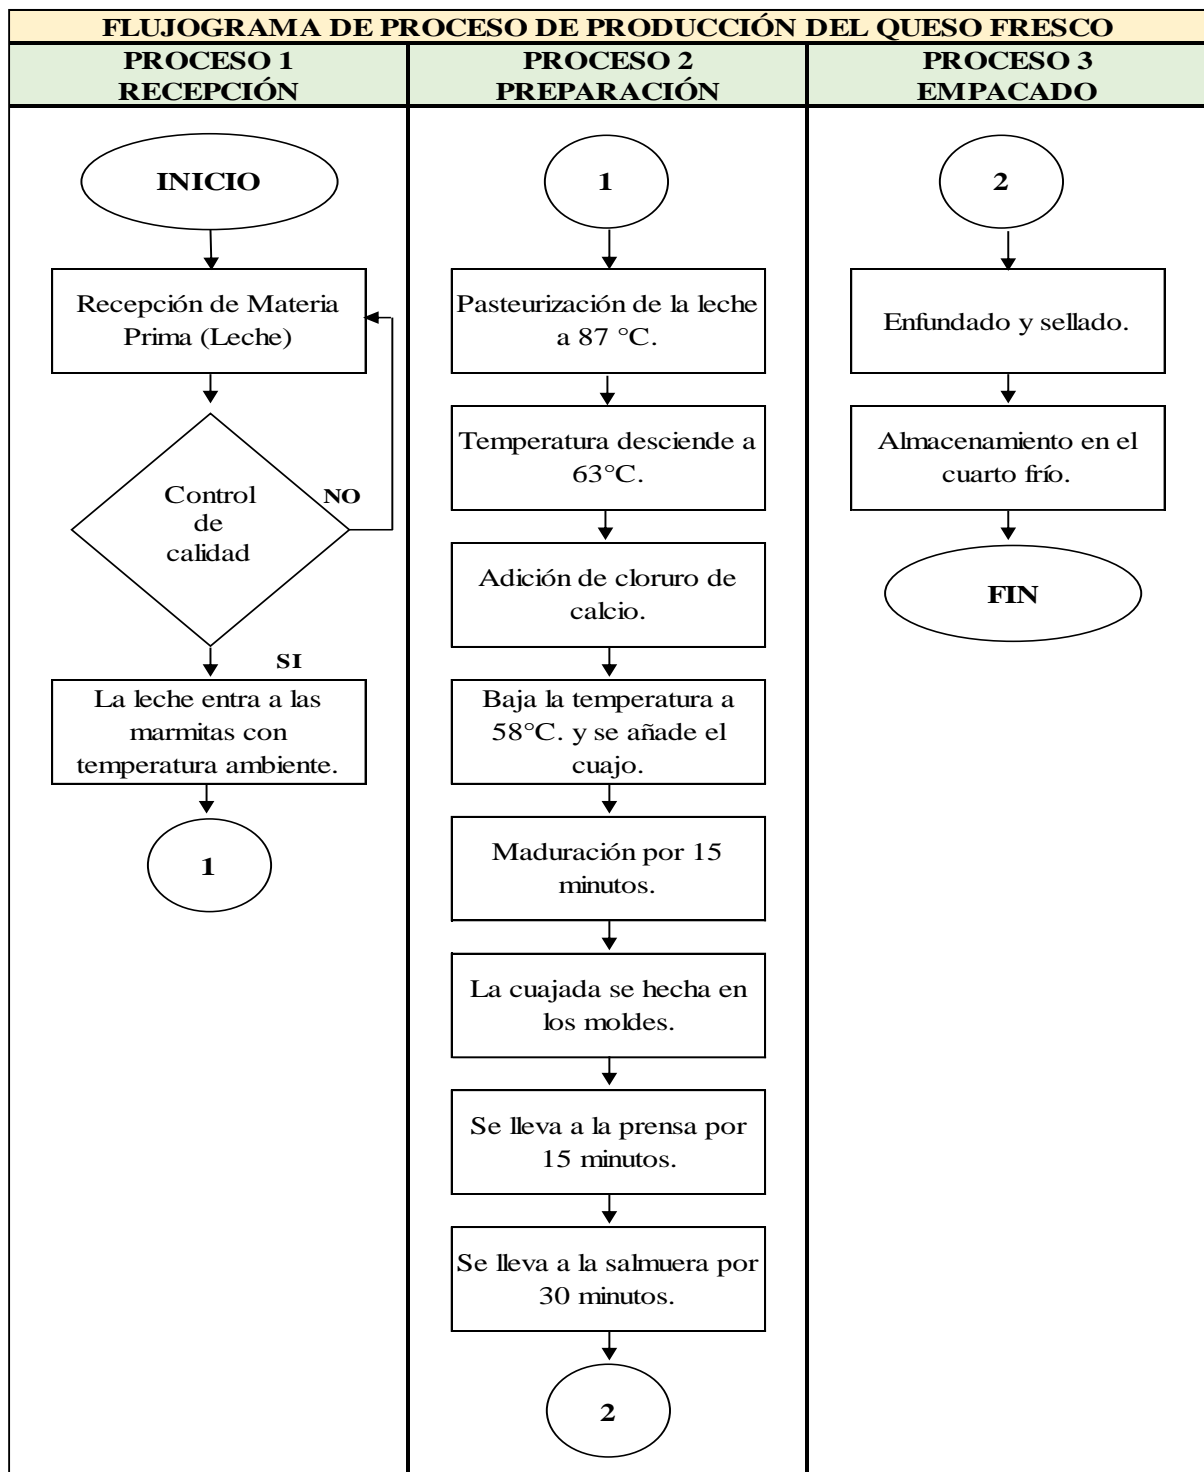 FLUJOGRAMA DE PROCESO DE PRODUCCIÓN DEL QUESO FRESCO
PROCESO 1
RECEPCIÓN
INICIO
Recepción de Materia
Prima (Leche)
Control
de
calidad
NO
SI
La leche entra a las
marmitas con
temperatura ambiente.
1
PROCESO 2
PREPARACIÓN
1
Pasteurización de la leche
a 87 °C.
Temperatura desciende a
63°C.
Adición de cloruro de
calcio.
Baja la temperatura a
58°C. y se añade el
cuajo.
Maduración por 15
minutos.
La cuajada se hecha en
los moldes.
Se lleva a la prensa por
15 minutos.
Se lleva a la salmuera por
30 minutos.
2
PROCESO 3
EMPACADO
2
Enfundado y sellado.
Almacenamiento en el
cuarto frío.
FIN